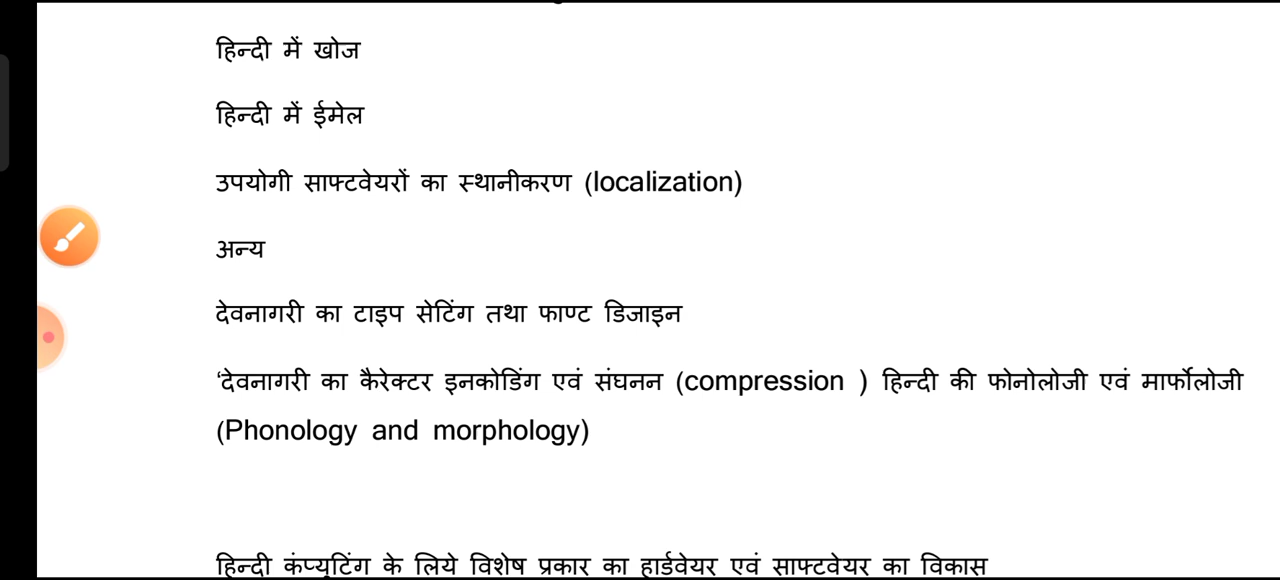 हिन्दी में खोज
हिन्दी में ईमेल
उपयोगी साफ्टवेयरों का स्थानीकरण (localization)
अन्य
देवनागरी का टाइप सेटिंग तथा फाण्ट डिजाइन
‘देवनागरी का कैरेक्टर इनकोडिंग एवं संघनन (compression ) हिन्दी की फोनोलोजी एवं मार्फोलोजी
(Phonology and morphology)
हिन्दी कंप्यूटिंग के लिये विशेष प्रकार का हार्डवेयर एवं साफ्टवेयर का विकास